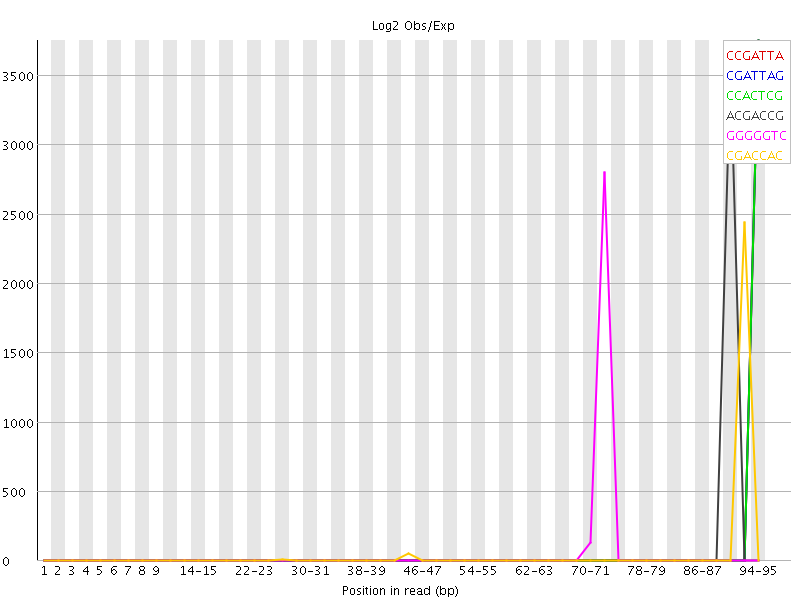 Log2 Obs/Exp
3500
3000
2500
2000
1500
1000
500
0
CCGATTA
CGATTAG
CCACTCG
ACGACCG
GGGGGTC
CGACCAC
1 2 3 4 5 6 7 8 9 14-15 22-23 30-31 38-39 46-47 54-55 62-63 70-71 78-79 86-87 94-95
Position in read (bp)